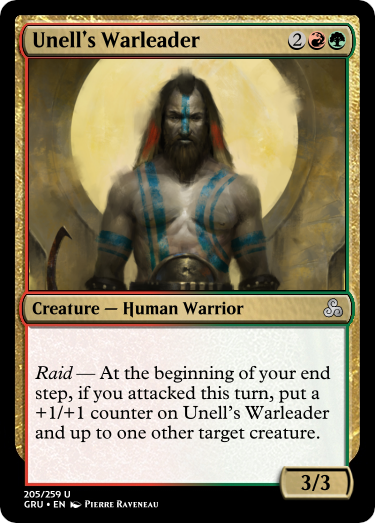 Unell's Warleader 2
Creature — Human Warrior
Raid — At the beginning of your end
step, if you attacked this turn, put a
+1/+1 counter on Unell's Warleader
and up to one other target creature.
3/3
205/259 U
GRU • EN Pierre Raveneau